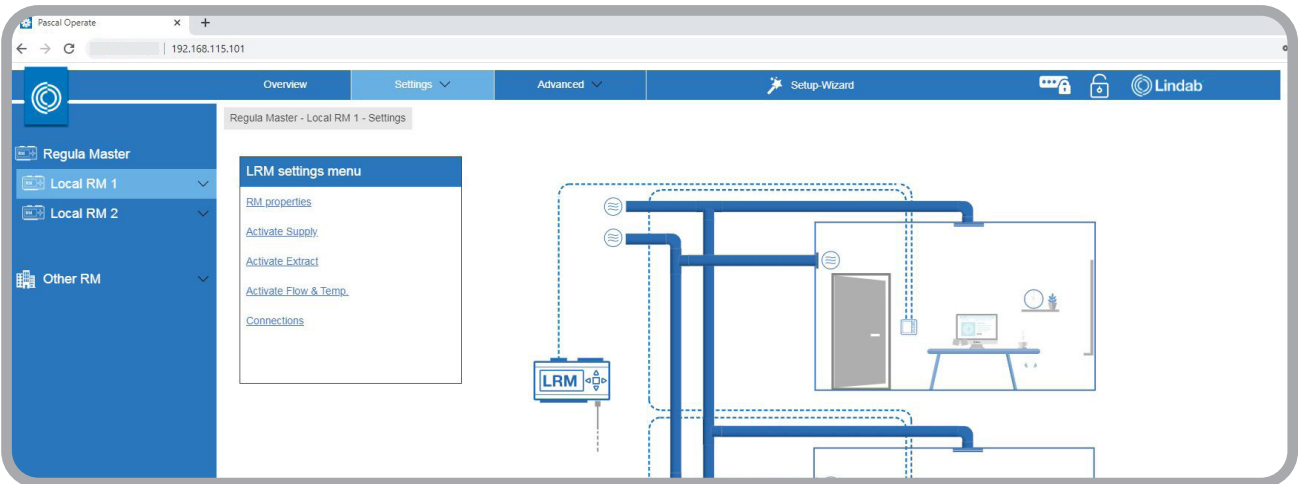 Pascal Operate
192.168.115.101
Overview
Settings
Advanced
Setup-Wizard
Lindab
Regula Master - Local RM 1 - Settings
Regula Master
Local RM 1
Local RM 2
Other RM
LRM settings menu
RM properties
Activate Supply
Activate Extract
Activate Flow & Temp.
Connections
LRM